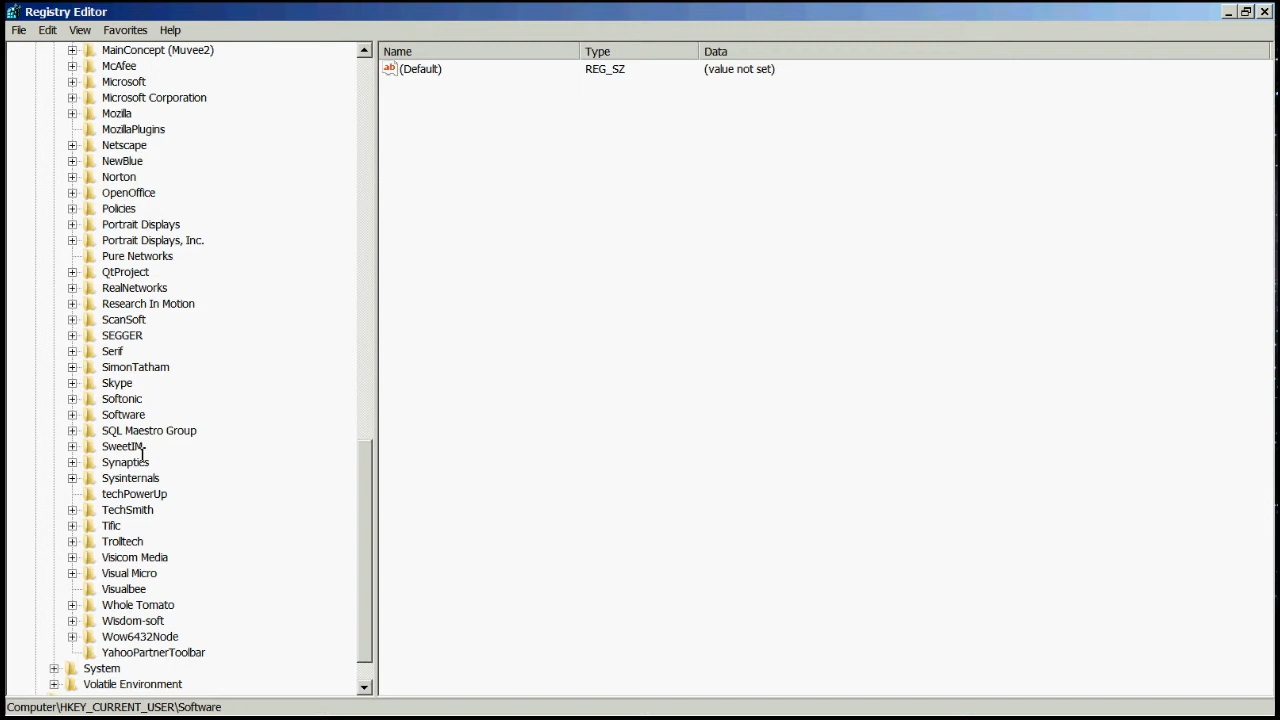 Registry Editor
File Edit View Favorites Help
MainConcept (Muvee2)
McAfee
Microsoft
Microsoft Corporation
Mozilla
MozillaPlugins
Netscape
NewBlue
Norton
OpenOffice
Policies
Portrait Displays
Portrait Displays, Inc.
Pure Networks
QtProject
RealNetworks
Research In Motion
ScanSoft
SEGGER
Serif
SimonTatham
Skype
Softonic
Software
SQL Maestro Group
SweetIM
Synaptics
Sysinternals
techPowerUp
TechSmith
Tific
Trolltech
Visicom Media
Visual Micro
Visualbee
Whole Tomato
Wisdom-soft
Wow6432Node
YahooPartnerToolbar
System
Volatile Environment
Name Type Data
ab (Default) REG_SZ (value not set)
Computer\HKEY_CURRENT_USER\Software